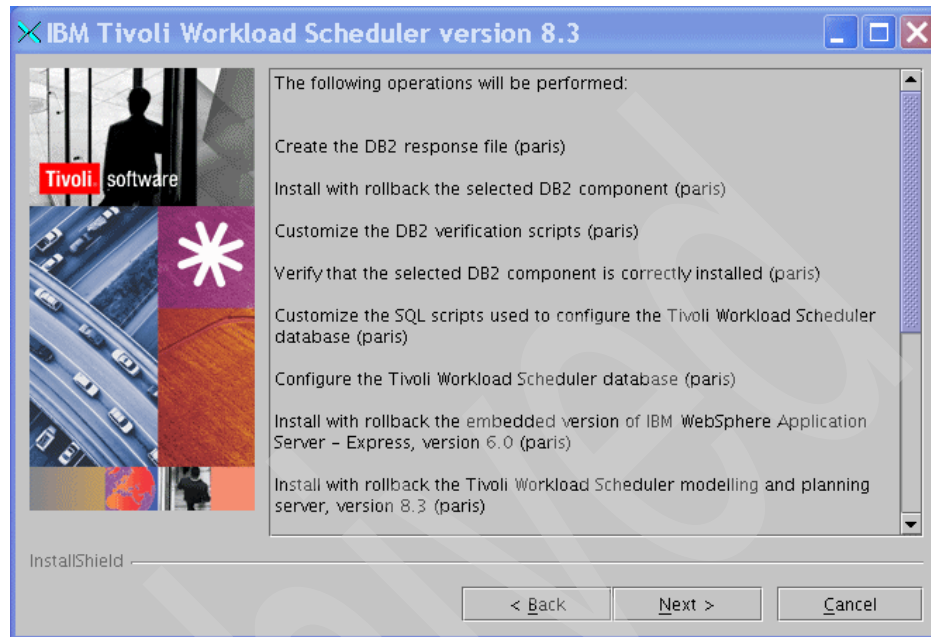 IBM Tivoli Workload Scheduler version 8.3
The following operations will be performed:
Create the DB2 response file (paris)
Install with rollback the selected DB2 component (paris)
Customize the DB2 verification scripts (paris)
Verify that the selected DB2 component is correctly installed (paris)
Customize the SQL scripts used to configure the Tivoli Workload Scheduler
database (paris)
Configure the Tivoli Workload Scheduler database (paris)
Install with rollback the embedded version of IBM WebSphere Application
Server – Express, version 6.0 (paris)
Install with rollback the Tivoli Workload Scheduler modelling and planning
server, version 8.3 (paris)
Tivoli. software
InstallShield
< Back
Next >
Cancel